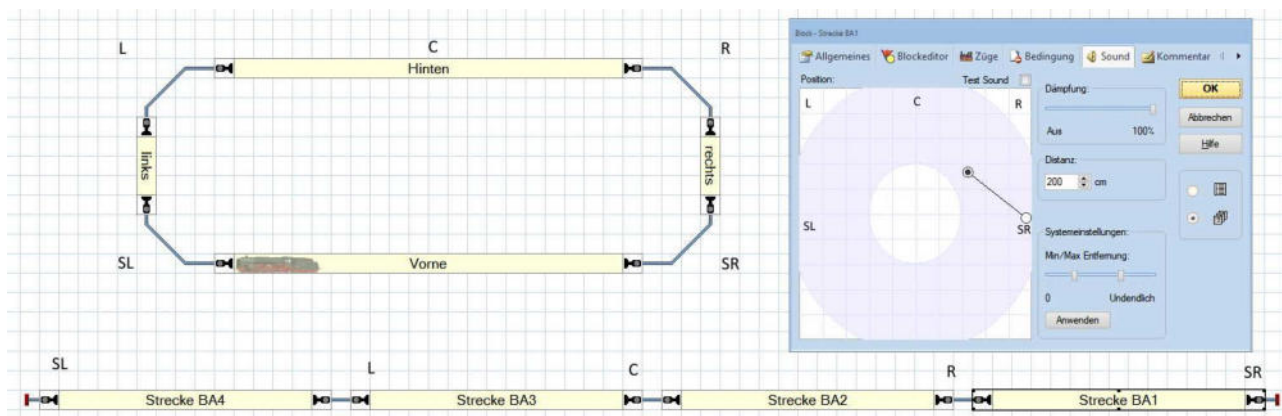 L
C
R
Hinten
links
rechts
SL
Vorne
SR
Block - Strecke BA1
Allgemeines Blockeditor Züge Bedingung Sound Kommentar
Position:
Test Sound
L
C
R
SL
SR
Dämpfung:
Aus 100%
Distanz:
200 cm
Systemeinstellungen:
Min/Max Entfernung:
0 Undendlich
Anwenden
OK
Abbrechen
Hilfe
SL
L
C
R
SR
Strecke BA4
Strecke BA3
Strecke BA2
Strecke BA1